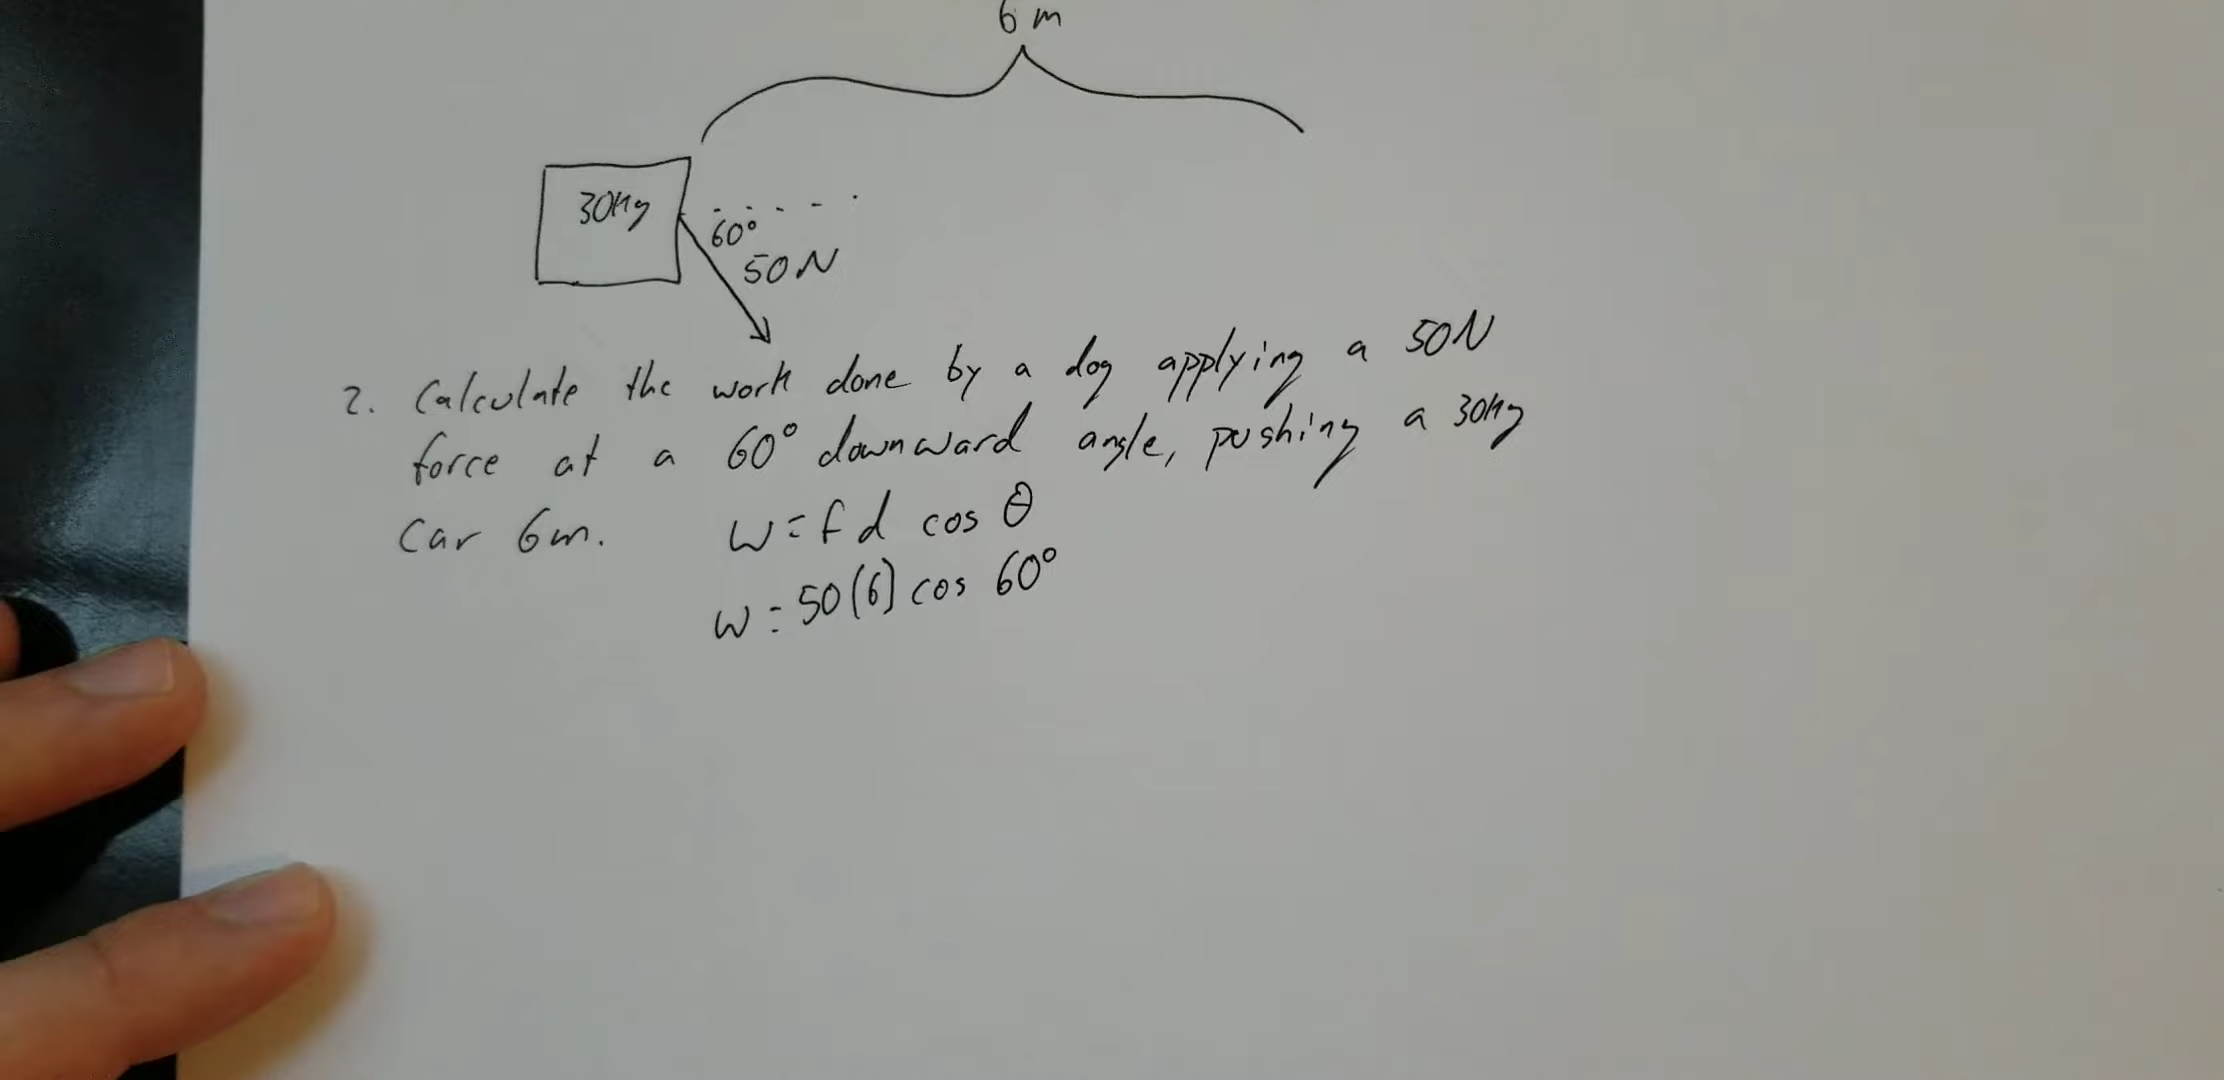 6 m
30Kg
60°
50N
2. Calculate the work done by a dog applying a 50N
force at a 60° downward angle, pushing a 30Kg
Car 6m.
W = f d cos θ
W = 50(6) cos 60°